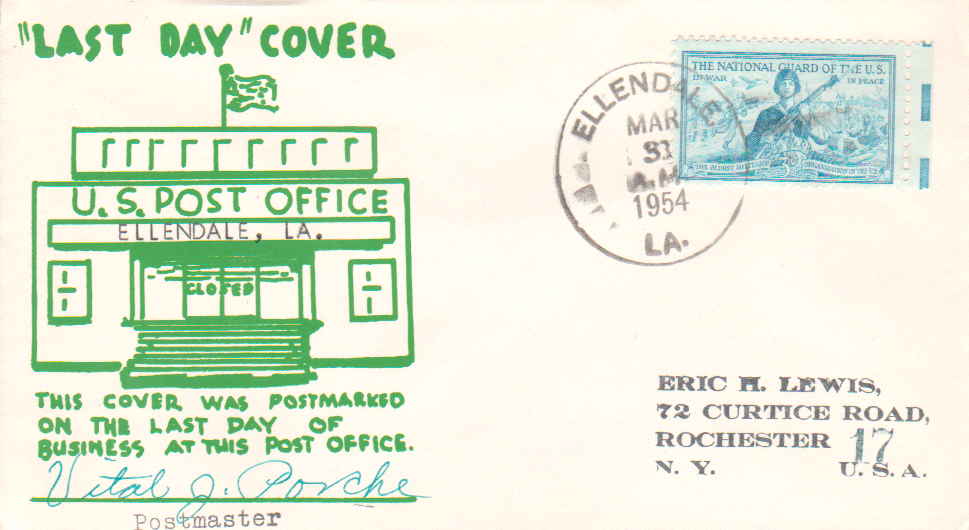 "LAST DAY" COVER
U.S. POST OFFICE
ELLENDALE, LA.
CLOSED
THIS COVER WAS POSTMARKED
ON THE LAST DAY OF
BUSINESS AT THIS POST OFFICE.
Vital J. Porche
Postmaster
ELLENDALE
MAR
31
A.M.
1954
LA.
THE NATIONAL GUARD OF THE U.S.
IN WAR IN PEACE
3¢
ERIC H. LEWIS,
72 CURTICE ROAD,
ROCHESTER 17
N. Y. U. S. A.